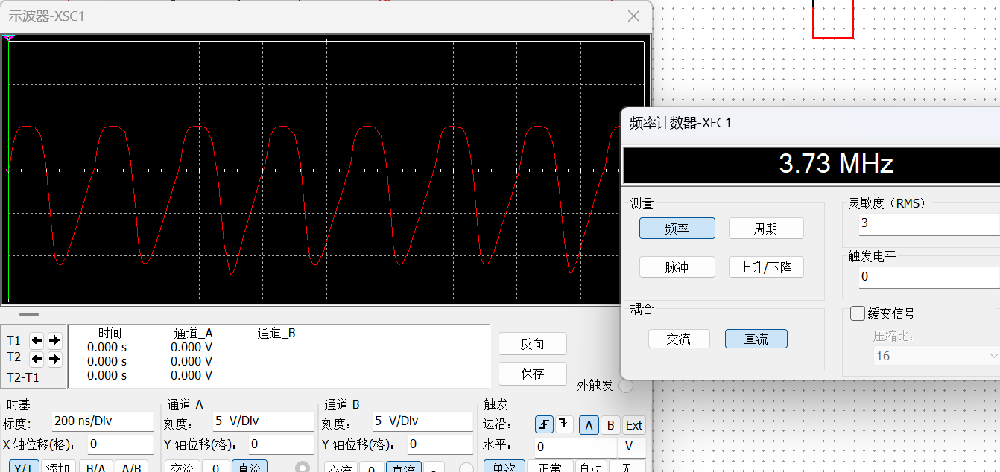 示波器-XSC1
频率计数器-XFC1
3.73 MHz
测量
频率
周期
脉冲
上升/下降
耦合
交流
直流
灵敏度（RMS）
3
触发电平
0
缓变信号
压缩比：
16
时间 通道_A 通道_B
T1 0.000 s 0.000 V
T2 0.000 s 0.000 V
T2-T1 0.000 s 0.000 V
反向
保存
外触发
时基
标度： 200 ns/Div
X 轴位移(格)： 0
Y/T 添加 B/A A/B
通道 A
刻度： 5 V/Div
Y 轴位移(格)： 0
交流 0 直流
通道 B
刻度： 5 V/Div
Y 轴位移(格)： 0
交流 0 直流 -
触发
边沿： A B Ext
水平： 0 V
单次 正常 自动 无